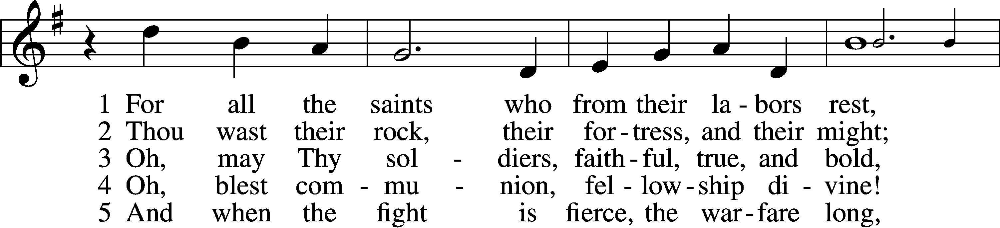 1 For all the saints who from their la - bors rest,
2 Thou wast their rock, their for - tress, and their might;
3 Oh, may Thy sol - diers, faith - ful, true, and bold,
4 Oh, blest com - mu - nion, fel - low - ship di - vine!
5 And when the fight is fierce, the war - fare long,